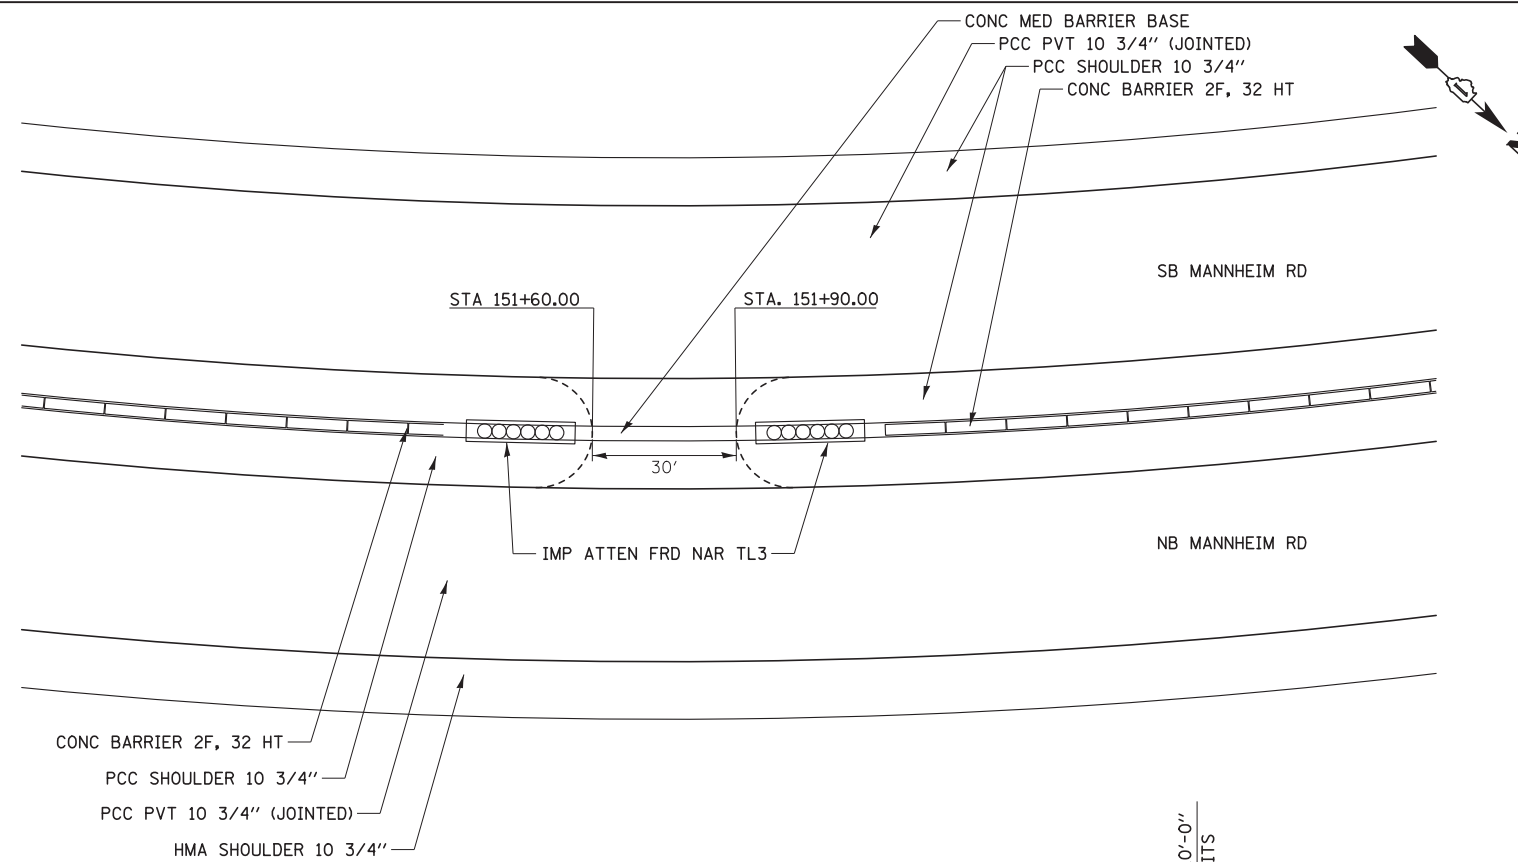 CONC MED BARRIER BASE
PCC PVT 10 3/4" (JOINTED)
PCC SHOULDER 10 3/4"
CONC BARRIER 2F, 32 HT
SB MANNHEIM RD
STA 151+60.00
STA. 151+90.00
30'
IMP ATTEN FRD NAR TL3
NB MANNHEIM RD
CONC BARRIER 2F, 32 HT
PCC SHOULDER 10 3/4"
PCC PVT 10 3/4" (JOINTED)
HMA SHOULDER 10 3/4"
0'-0"
ITS